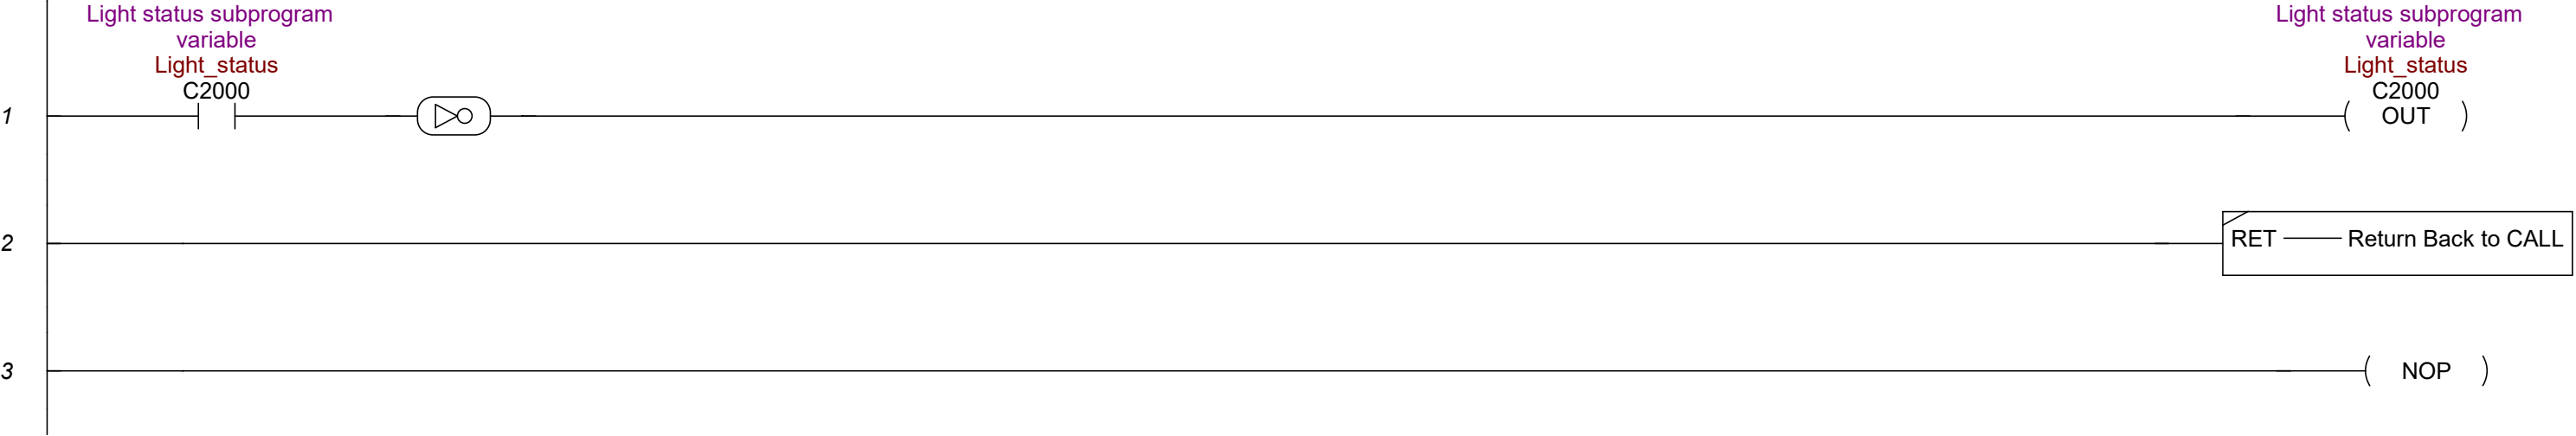 Light status subprogram
variable
Light_status
C2000
Light status subprogram
variable
Light_status
C2000
1
OUT
2
RET
Return Back to CALL
3
NOP